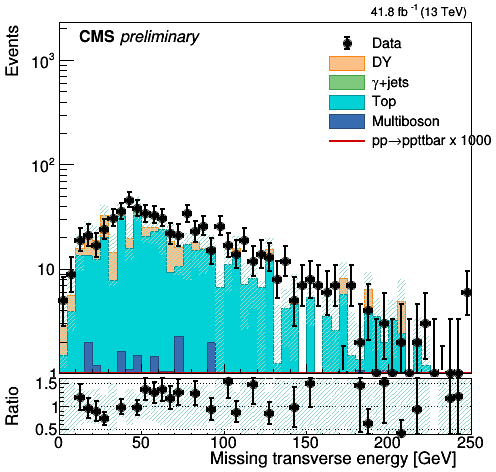 41.8 fb⁻¹ (13 TeV)
CMS preliminary
Events
10³
10²
10
1
Data
DY
γ+jets
Top
Multiboson
pp→ppttbar x 1000
Ratio
1.5
1
0.5
0 50 100 150 200 250
Missing transverse energy [GeV]